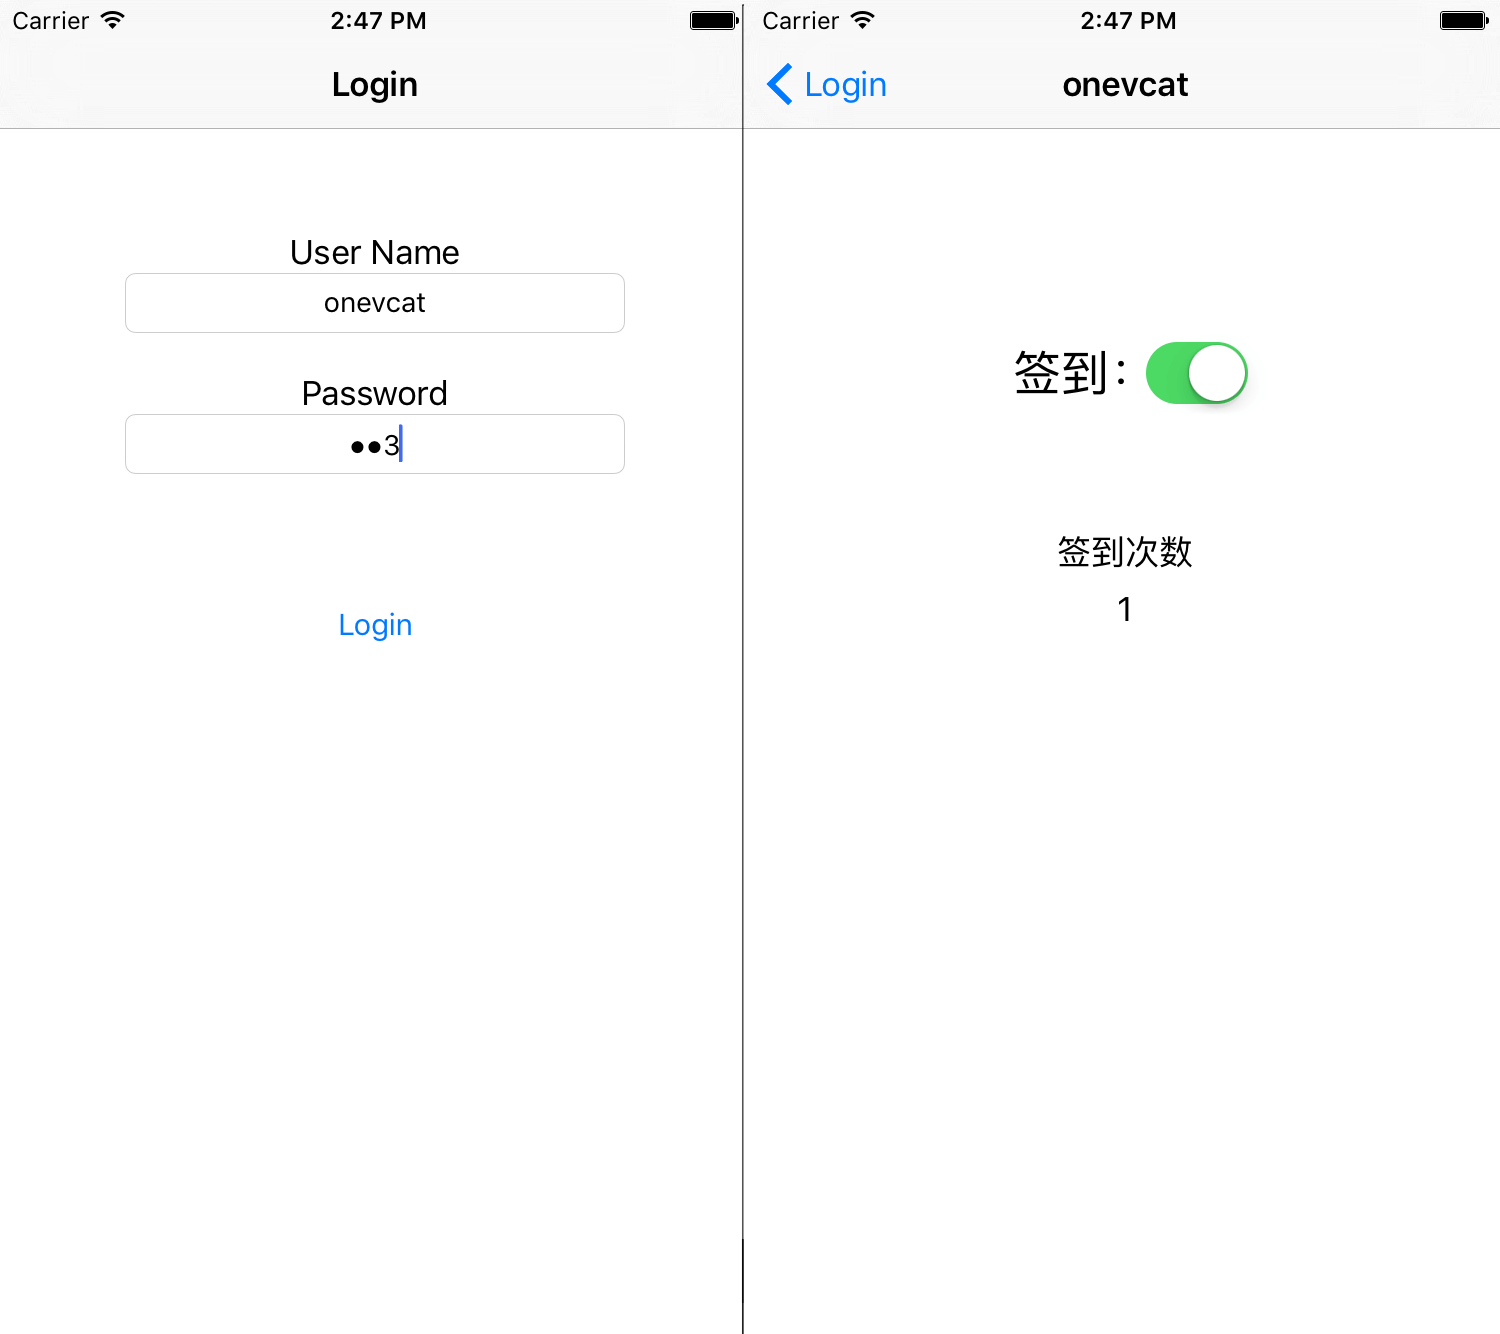 Carrier 2:47 PM
Login
User Name
onevcat
Password
••3
Login
Carrier 2:47 PM
Login onevcat
签到：
签到次数
1